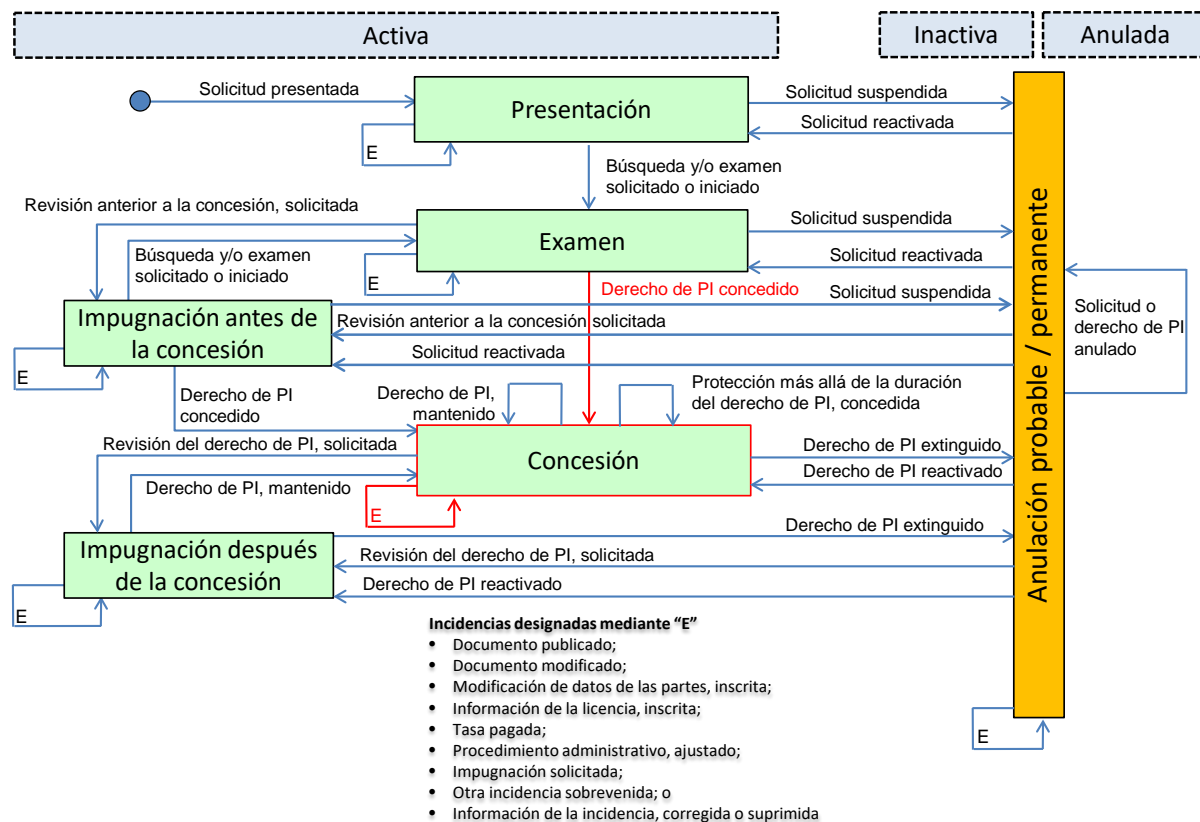 Activa
Inactiva
Anulada
Solicitud presentada
Presentación
Solicitud suspendida
Solicitud reactivada
E
Búsqueda y/o examen
solicitado o iniciado
Revisión anterior a la concesión, solicitada
Examen
Solicitud suspendida
Búsqueda y/o examen
solicitado o iniciado
Solicitud reactivada
E
Derecho de PI concedido
Solicitud suspendida
Impugnación antes de
la concesión
Revisión anterior a la concesión solicitada
Solicitud reactivada
E
Solicitud o
derecho de PI
anulado
Anulación probable / permanente
Derecho de PI
concedido
Derecho de PI,
mantenido
Protección más allá de la duración
del derecho de PI, concedida
Revisión del derecho de PI, solicitada
Concesión
Derecho de PI extinguido
Derecho de PI reactivado
Derecho de PI, mantenido
E
Derecho de PI extinguido
Impugnación después
de la concesión
Revisión del derecho de PI, solicitada
Derecho de PI reactivado
E
Incidencias designadas mediante “E”
• Documento publicado;
• Documento modificado;
• Modificación de datos de las partes, inscrita;
• Información de la licencia, inscrita;
• Tasa pagada;
• Procedimiento administrativo, ajustado;
• Impugnación solicitada;
• Otra incidencia sobrevenida; o
• Información de la incidencia, corregida o suprimida
E